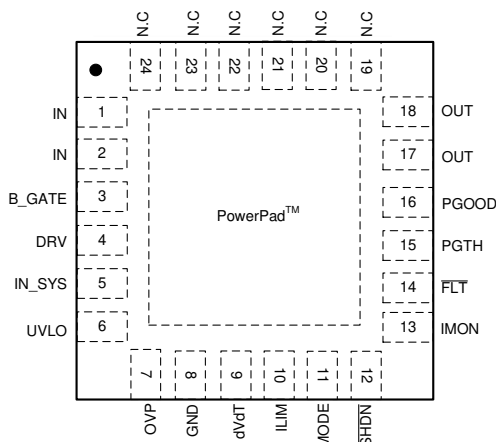 N.C
N.C
N.C
N.C
N.C
N.C
24
23
22
21
20
19
IN
1
IN
2
B_GATE
3
DRV
4
IN_SYS
5
UVLO
6
PowerPad™
18
OUT
17
OUT
16
PGOOD
15
PGTH
14
FLT
13
IMON
7
8
9
10
11
12
OVP
GND
dVdT
ILIM
MODE
SHDN